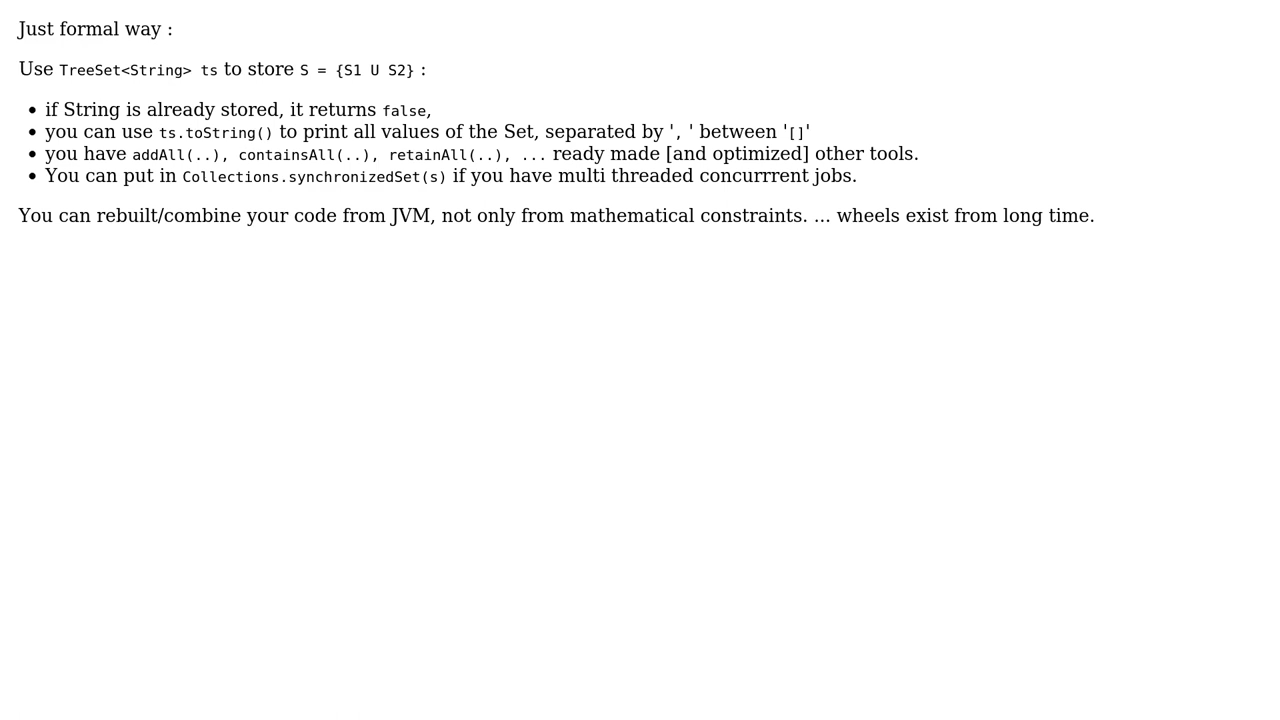 Just formal way :
Use TreeSet<String> ts to store S = {S1 U S2} :
• if String is already stored, it returns false,
• you can use ts.toString() to print all values of the Set, separated by ', ' between '[]'
• you have addAll(..), containsAll(..), retainAll(..), ... ready made [and optimized] other tools.
• You can put in Collections.synchronizedSet(s) if you have multi threaded concurrrent jobs.
You can rebuilt/combine your code from JVM, not only from mathematical constraints. ... wheels exist from long time.